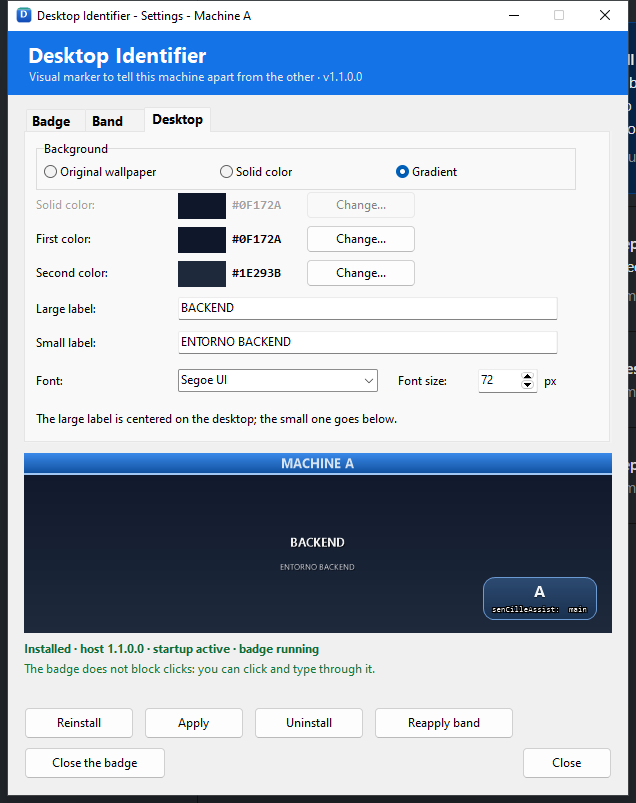 D Desktop Identifier - Settings - Machine A
Desktop Identifier
Visual marker to tell this machine apart from the other · v1.1.0.0
Badge Band Desktop
Background
Original wallpaper Solid color Gradient
Solid color: #0F172A Change...
First color: #0F172A Change...
Second color: #1E293B Change...
Large label: BACKEND
Small label: ENTORNO BACKEND
Font: Segoe UI Font size: 72 px
The large label is centered on the desktop; the small one goes below.
MACHINE A
BACKEND
ENTORNO BACKEND
A
senCilleAssist: main
Installed · host 1.1.0.0 · startup active · badge running
The badge does not block clicks: you can click and type through it.
Reinstall Apply Uninstall Reapply band
Close the badge Close